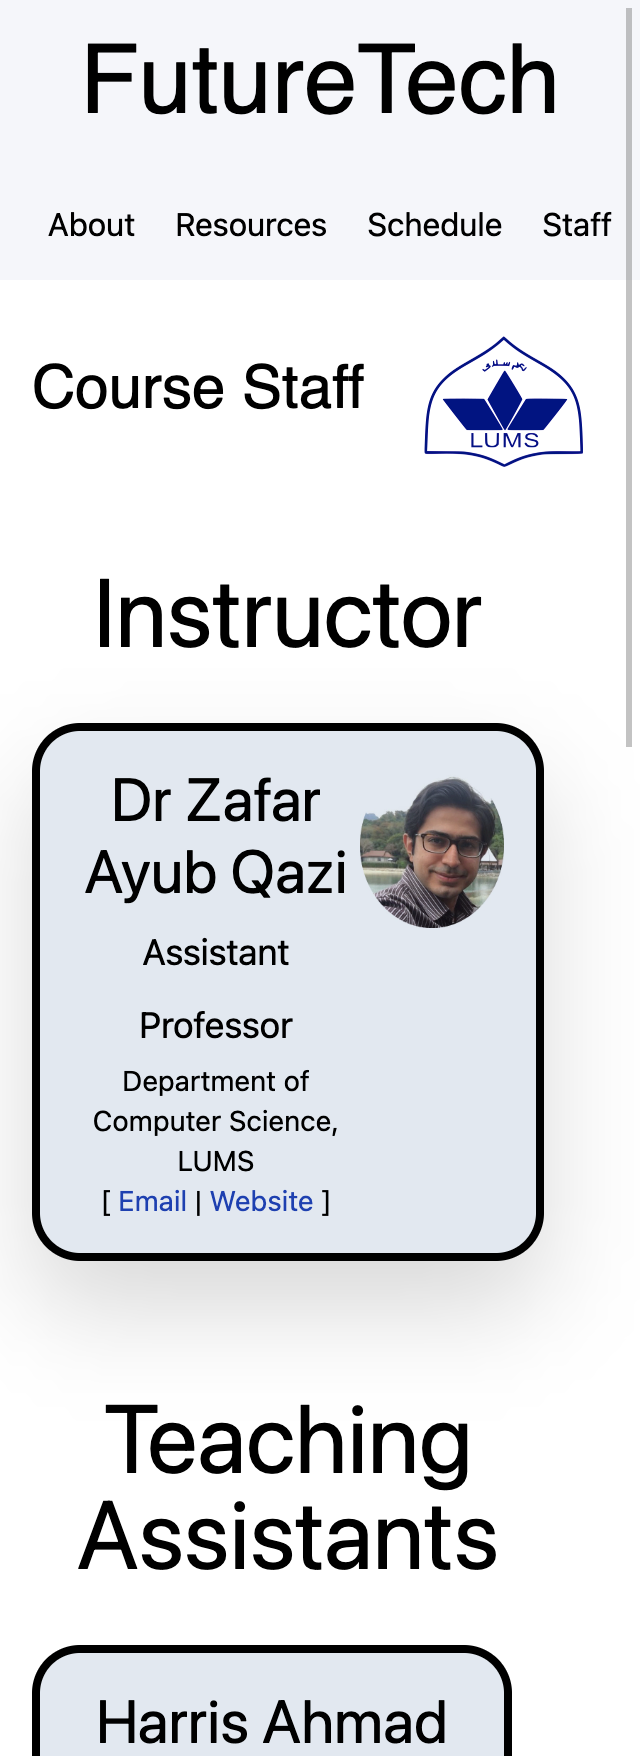 FutureTech
About Resources Schedule Staff
Course Staff
LUMS
Instructor
Dr Zafar
Ayub Qazi
Assistant
Professor
Department of
Computer Science,
LUMS
[ Email | Website ]
Teaching
Assistants
Harris Ahmad